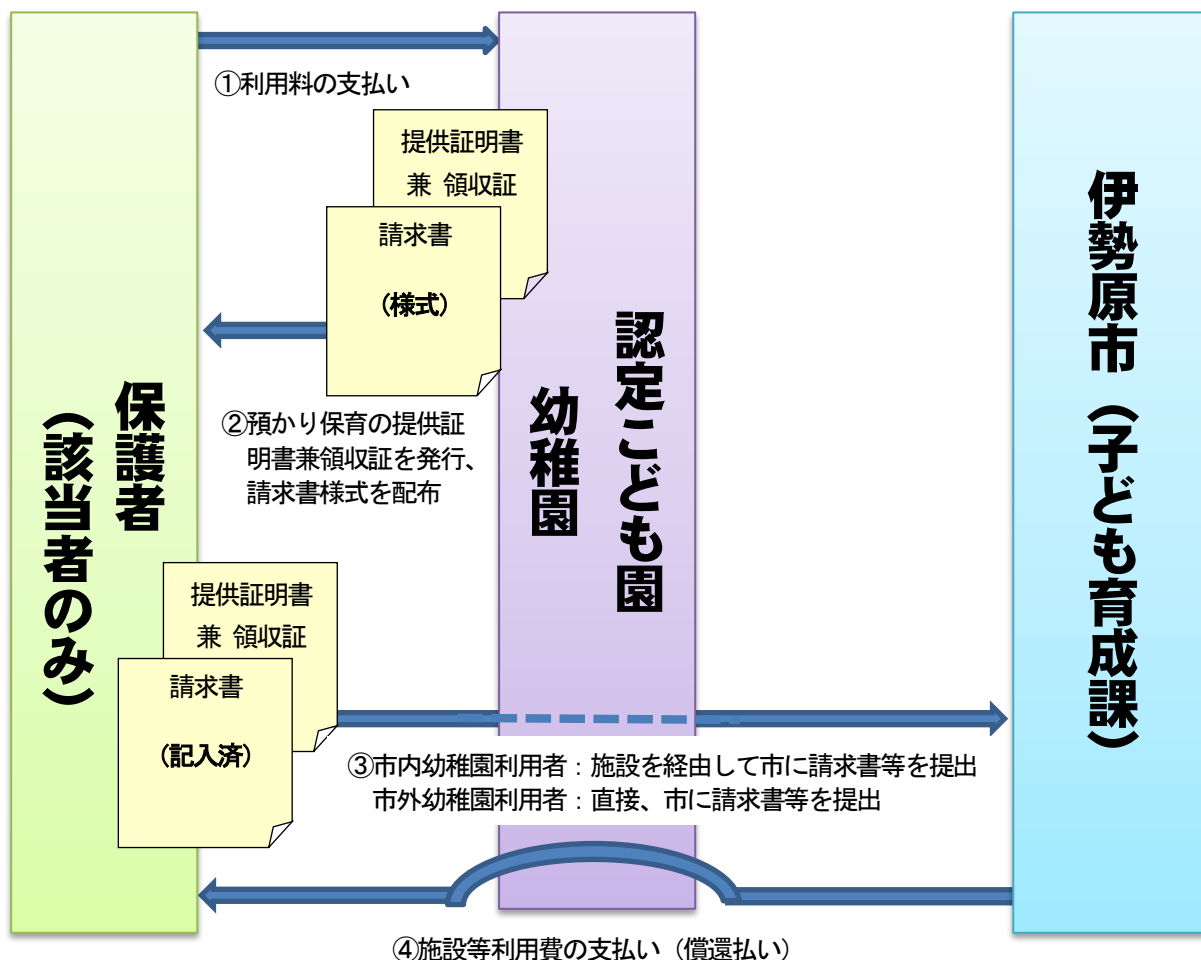 ①利用料の支払い
提供証明書
兼 領収証
請求書
(様式)
②預かり保育の提供証
明書兼領収証を発行、
請求書様式を配布
保護者
(該当者のみ)
認定こども園
幼稚園
伊勢原市(子ども育成課)
提供証明書
兼 領収証
請求書
(記入済)
③市内幼稚園利用者:施設を経由して市に請求書等を提出
市外幼稚園利用者:直接、市に請求書等を提出
④施設等利用費の支払い(償還払い)